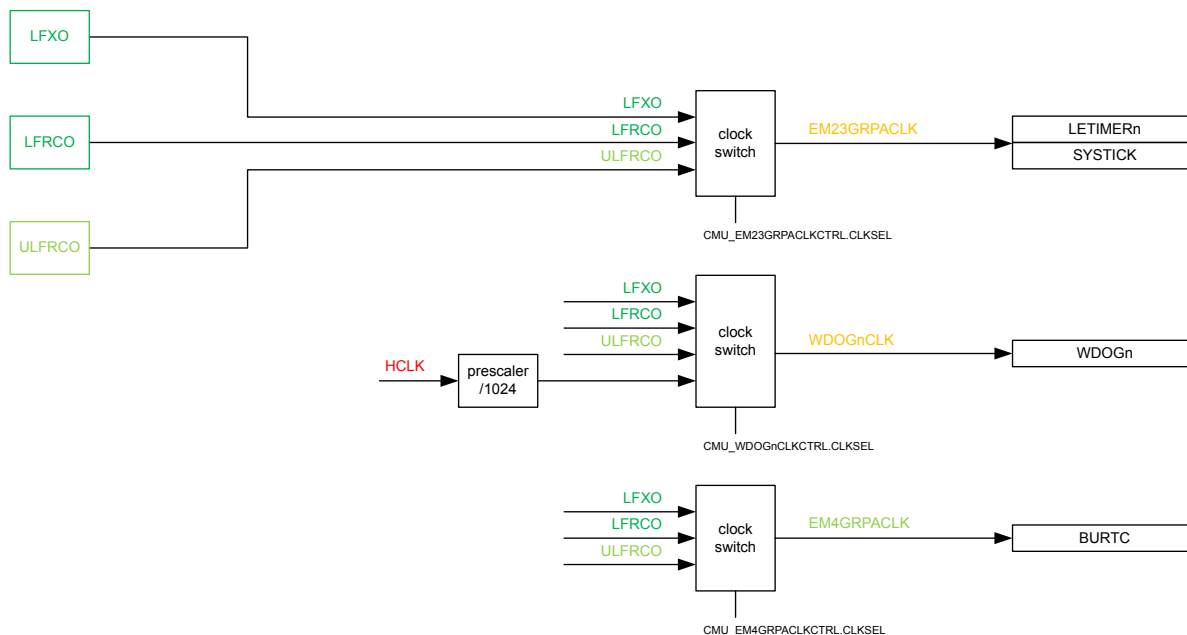 LFXO
LFRCO
ULFRCO
LFXO
LFRCO
ULFRCO
clock
switch
EM23GRPACLK
LETIMERn
SYSTICK
CMU_EM23GRPACLKCTRL.CLKSEL
LFXO
LFRCO
ULFRCO
HCLK
prescaler
/1024
clock
switch
WDOGnCLK
WDOGn
CMU_WDOGnCLKCTRL.CLKSEL
LFXO
LFRCO
ULFRCO
clock
switch
EM4GRPACLK
BURTC
CMU_EM4GRPACLKCTRL.CLKSEL